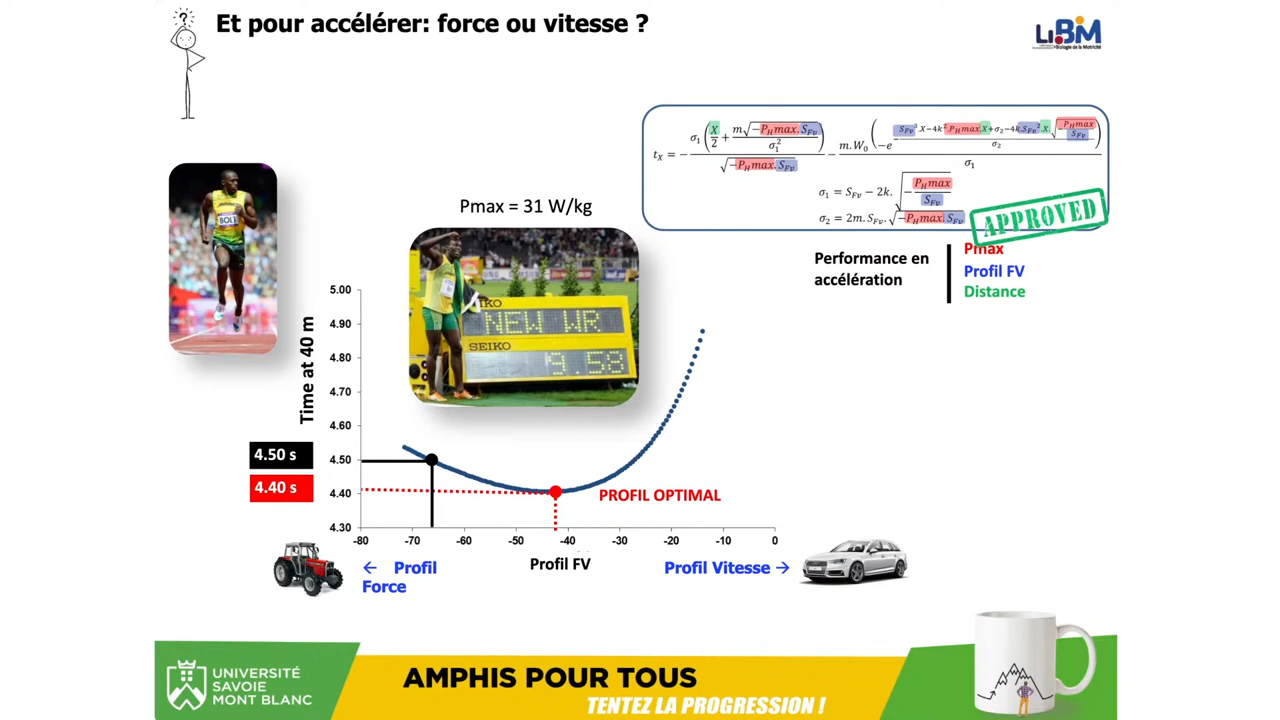 ?
Et pour accélérer: force ou vitesse ?
LiBM
BOLT
Pmax = 31 W/kg
SEIKO
NEW WR
SEIKO
9.58
APPROVED
Performance en
accélération
Pmax
Profil FV
Distance
Time at 40 m
5.00
4.90
4.80
4.70
4.60
4.50
4.40
4.30
4.50 s
4.40 s
PROFIL OPTIMAL
-80 -70 -60 -50 -40 -30 -20 -10 0
← Profil
Force
Profil FV
Profil Vitesse →
UNIVERSITÉ
SAVOIE
MONT BLANC
AMPHIS POUR TOUS
TENTEZ LA PROGRESSION !